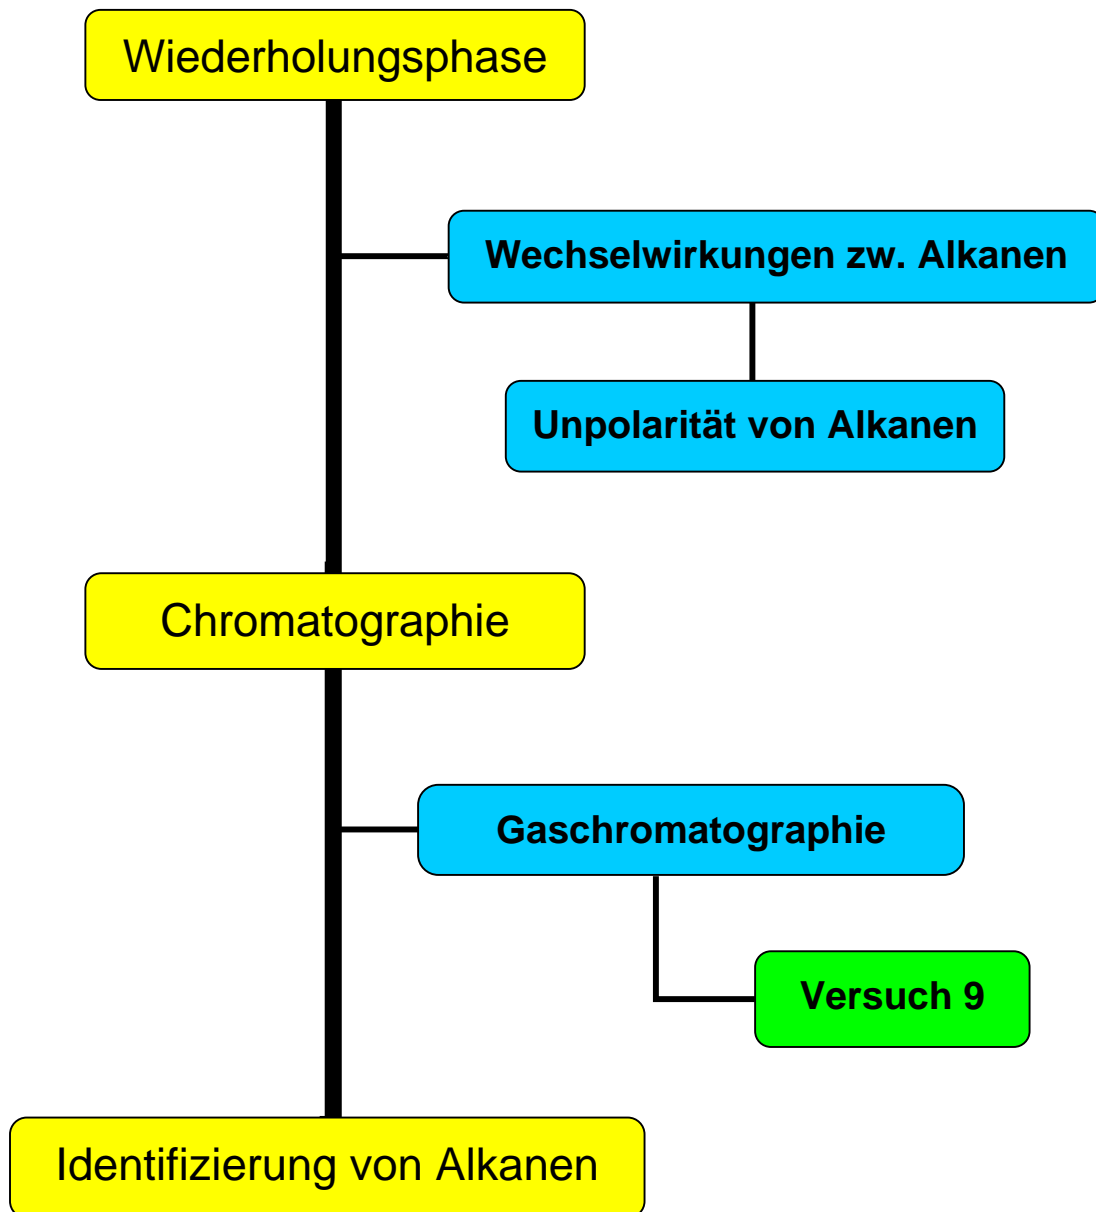 Wiederholungsphase
Wechselwirkungen zw. Alkanen
Unpolarität von Alkanen
Chromatographie
Gaschromatographie
Versuch 9
Identifizierung von Alkanen